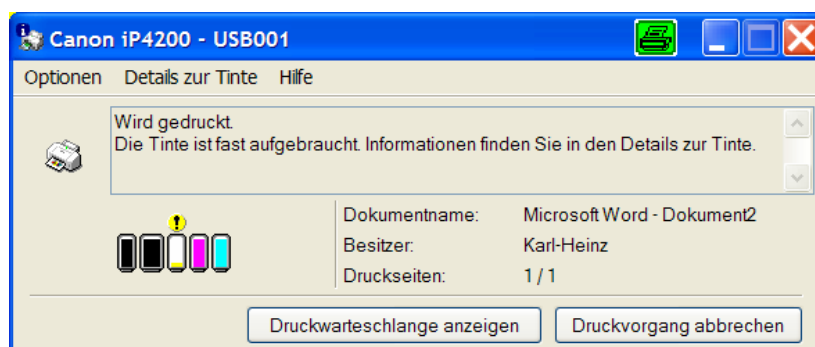 Canon iP4200 - USB001
Optionen Details zur Tinte Hilfe
Wird gedruckt.
Die Tinte ist fast aufgebraucht. Informationen finden Sie in den Details zur Tinte.
Dokumentname: Microsoft Word - Dokument2
Besitzer: Karl-Heinz
Druckseiten: 1 / 1
Druckwarteschlange anzeigen Druckvorgang abbrechen